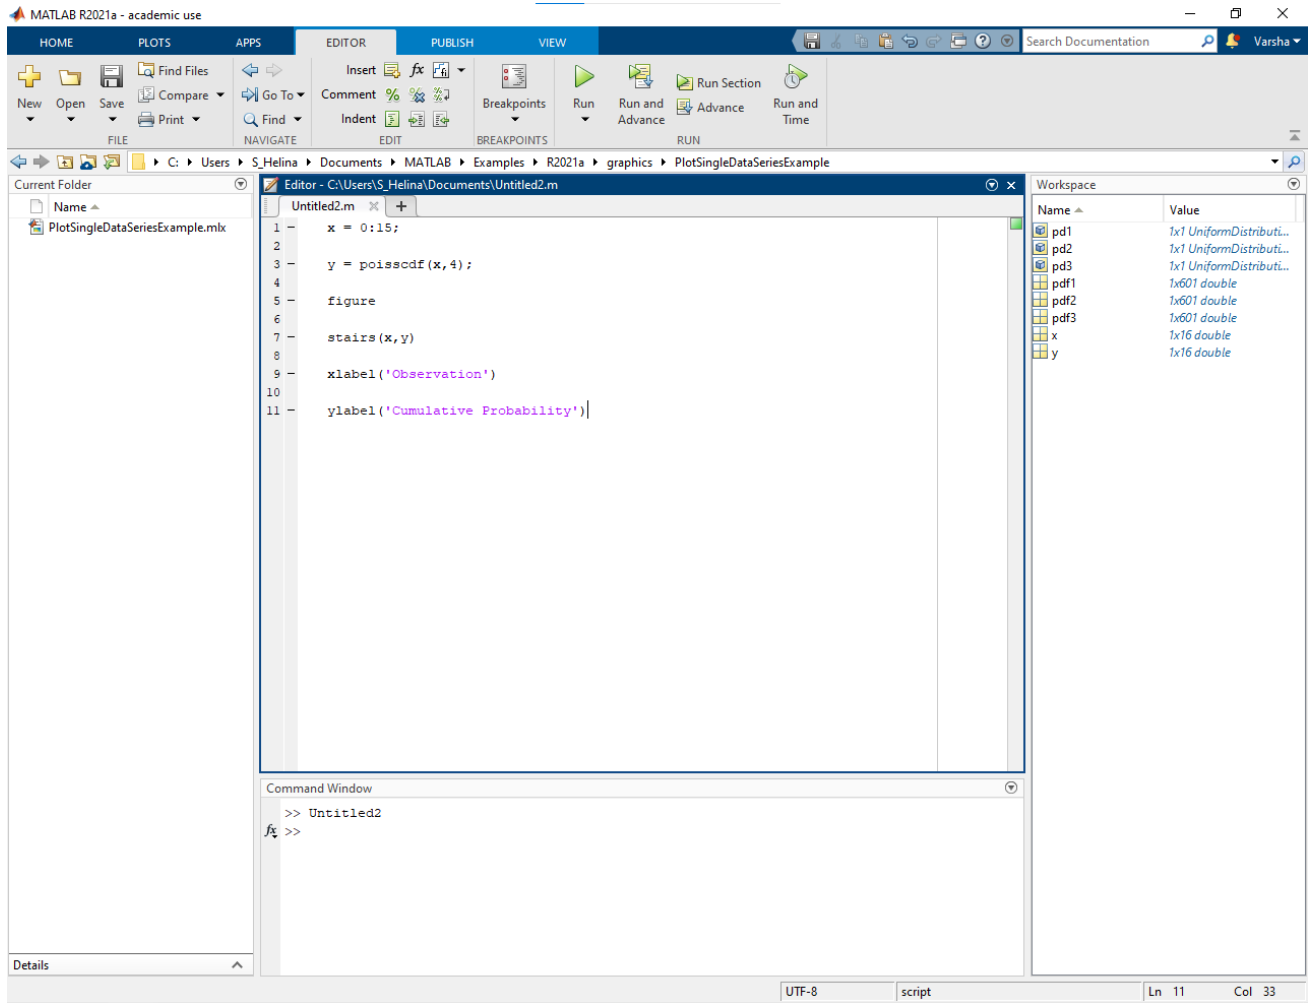 MATLAB R2021a - academic use
HOME PLOTS APPS EDITOR PUBLISH VIEW Search Documentation Varsha
New Open Save Find Files Compare Print Go To Find Insert fx fi Comment Indent Breakpoints Run Run and Advance Run Section Advance Run and Time
FILE NAVIGATE EDIT BREAKPOINTS RUN
C: Users S_Helina Documents MATLAB Examples R2021a graphics PlotSingleDataSeriesExample
Current Folder
Name
PlotSingleDataSeriesExample.mlx
Details
Editor - C:\Users\S_Helina\Documents\Untitled2.m
Untitled2.m
1 - x = 0:15;
2
3 - y = poisscdf(x,4);
4
5 - figure
6
7 - stairs(x,y)
8
9 - xlabel('Observation')
10
11 - ylabel('Cumulative Probability')
Command Window
>> Untitled2
fx >>
Workspace
Name Value
pd1 1x1 UniformDistributi...
pd2 1x1 UniformDistributi...
pd3 1x1 UniformDistributi...
pdf1 1x601 double
pdf2 1x601 double
pdf3 1x601 double
x 1x16 double
y 1x16 double
UTF-8 script Ln 11 Col 33